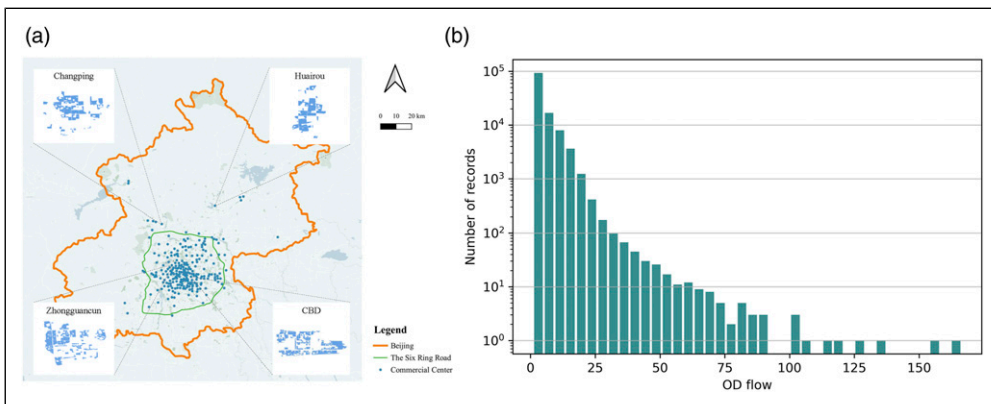 (a)
Changping
Huairou
0 10 20 km
Zhongguancun
CBD
Legend
Beijing
The Six Ring Road
Commercial Center
(b)
Number of records
10⁵
10⁴
10³
10²
10¹
10⁰
0 25 50 75 100 125 150
OD flow